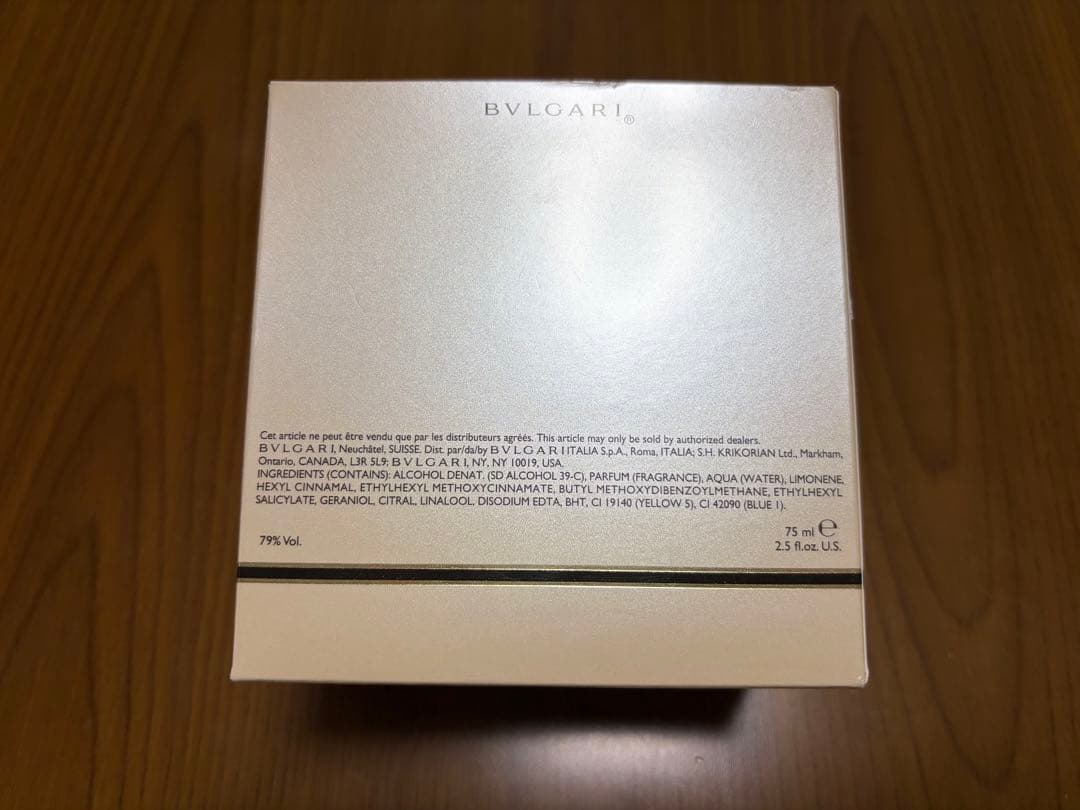 BVLGARI®
Cet article ne peut être vendu que par les distributeurs agréés. This article may only be sold by authorized dealers.
BVLGARI, Neuchâtel, SUISSE. Dist. par/da/by BVLGARI ITALIA S.p.A., Roma, ITALIA; S.H. KRIKORIAN Ltd., Markham,
Ontario, CANADA, L3R 5L9; BVLGARI, NY, NY 10019, USA.
INGREDIENTS (CONTAINS): ALCOHOL DENAT. (SD ALCOHOL 39-C), PARFUM (FRAGRANCE), AQUA (WATER), LIMONENE,
HEXYL CINNAMAL, ETHYLHEXYL METHOXYCINNAMATE, BUTYL METHOXYDIBENZOYLMETHANE, ETHYLHEXYL
SALICYLATE, GERANIOL, CITRAL, LINALOOL, DISODIUM EDTA, BHT, CI 19140 (YELLOW 5), CI 42090 (BLUE 1).
79% Vol.
75 ml ℮
2.5 fl.oz. U.S.